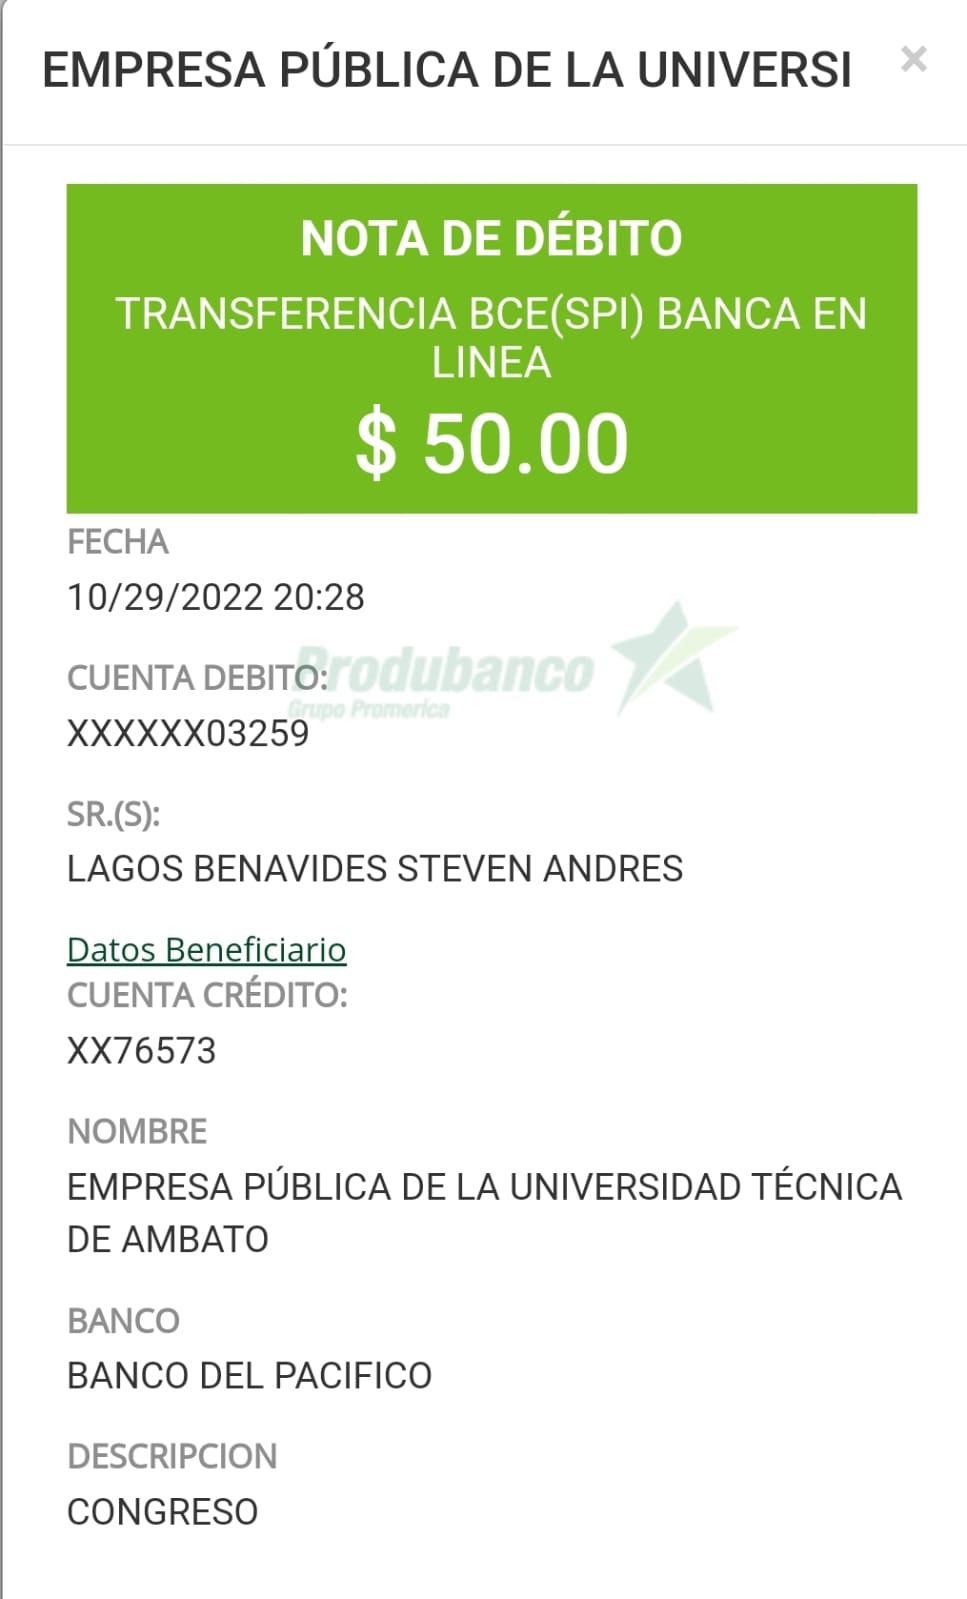 EMPRESA PÚBLICA DE LA UNIVERSI ×
NOTA DE DÉBITO
TRANSFERENCIA BCE(SPI) BANCA EN
LINEA
$ 50.00
FECHA
10/29/2022 20:28
Produbanco
Grupo Promerica
CUENTA DEBITO:
XXXXXX03259
SR.(S):
LAGOS BENAVIDES STEVEN ANDRES
Datos Beneficiario
CUENTA CRÉDITO:
XX76573
NOMBRE
EMPRESA PÚBLICA DE LA UNIVERSIDAD TÉCNICA
DE AMBATO
BANCO
BANCO DEL PACIFICO
DESCRIPCION
CONGRESO